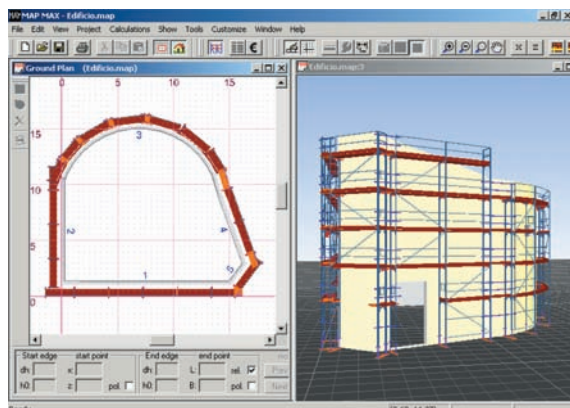 MAP MAX - Edificio.map
File Edit View Project Calculations Show Tools Customize Window Help
Ground Plan (Edificio.map)
Edificio.map:3
0 5 10 15
15
10
5
0
3
2
4
1
5
Start edge start point End edge end point
dh: x: dh: L: rel. Prev
h0: z: pol. h0: B: pol. Next